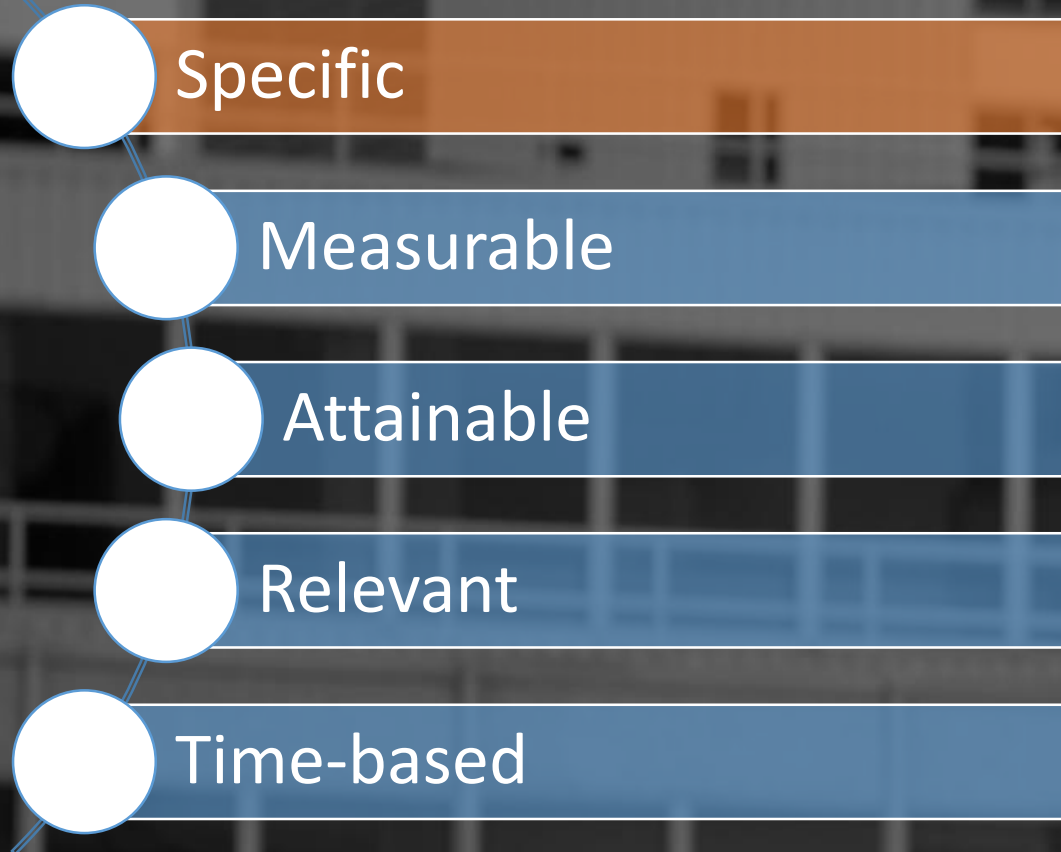 Specific
Measurable
Attainable
Relevant
Time-based